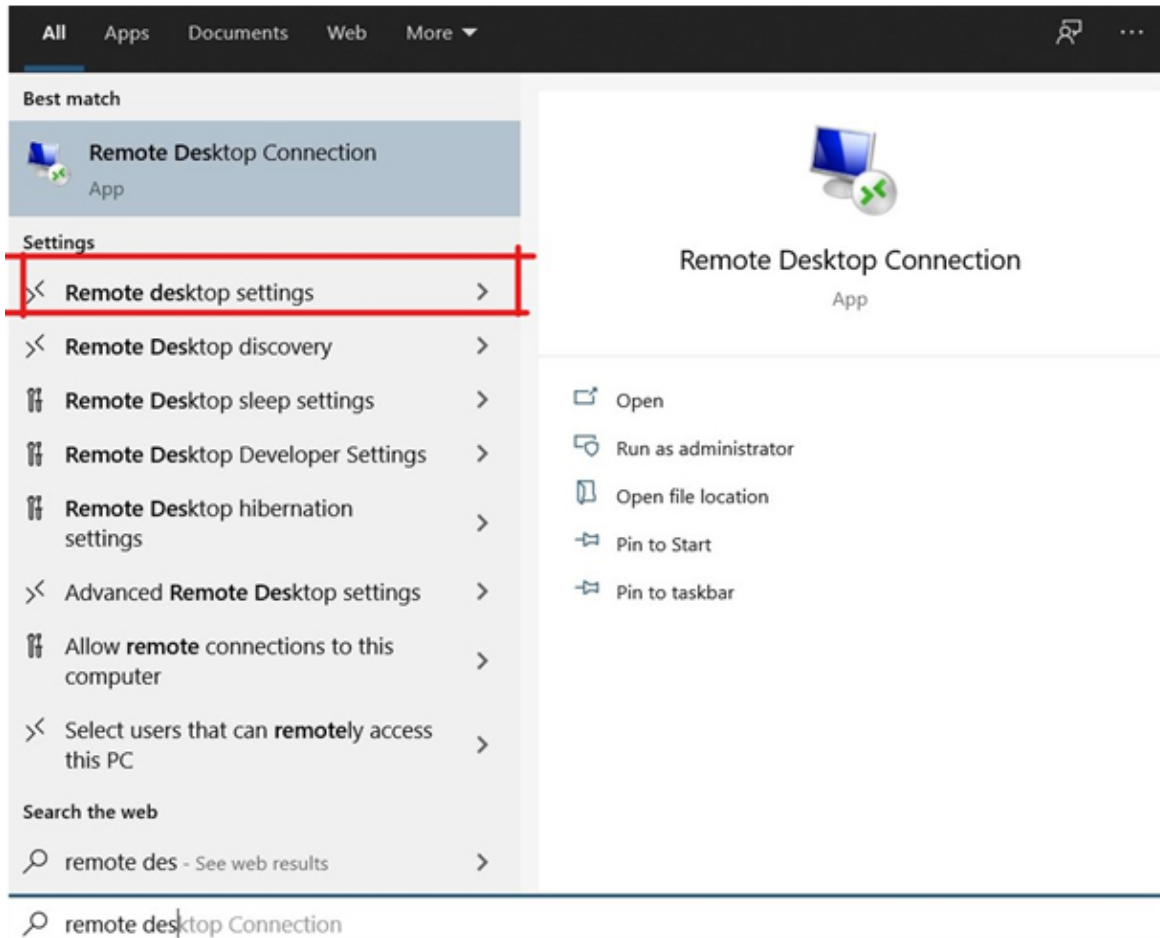 All Apps Documents Web More
Best match
Remote Desktop Connection
App
Settings
Remote desktop settings
Remote Desktop discovery
Remote Desktop sleep settings
Remote Desktop Developer Settings
Remote Desktop hibernation
settings
Advanced Remote Desktop settings
Allow remote connections to this
computer
Select users that can remotely access
this PC
Search the web
remote des - See web results
remote desktop Connection
Remote Desktop Connection
App
Open
Run as administrator
Open file location
Pin to Start
Pin to taskbar